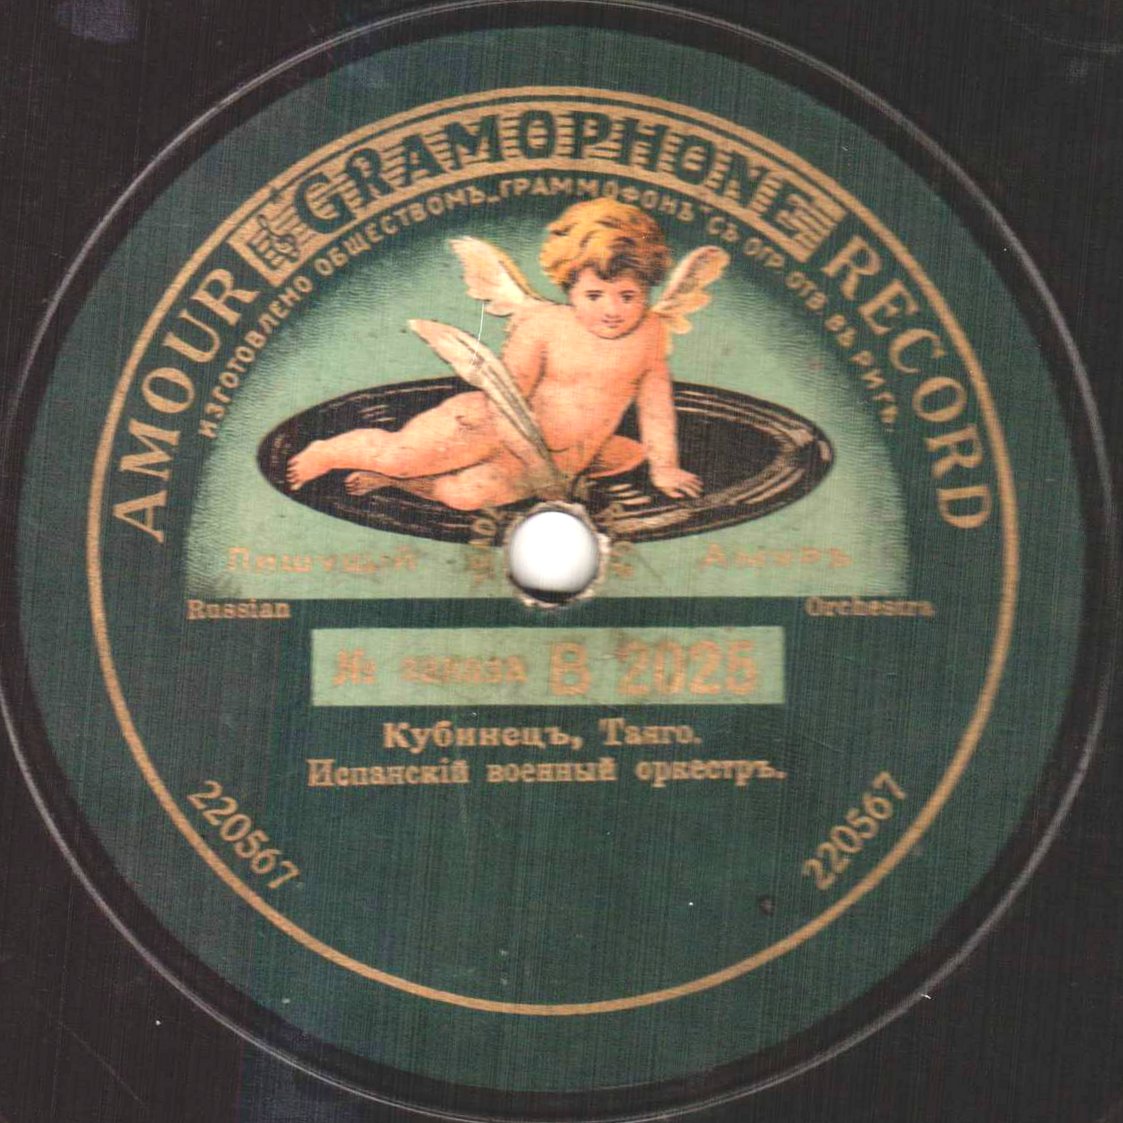 AMOUR GRAMOPHONE RECORD
ИЗГОТОВЛЕНО ОБЩЕСТВОМЪ „ГРАММОФОНЪ“ СЪ ОГР. ОТВ. ВЪ РИГѢ.
Пишущій Амуръ
Russian Orchestra
№ заказа B 2025
Кубинецъ, Танго.
Испанскій военный оркестръ.
220567 220567